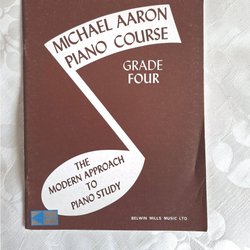 MICHAEL AARON
PIANO COURSE
GRADE
FOUR
THE
MODERN APPROACH
TO
PIANO STUDY
BELWIN MILLS MUSIC LTD.